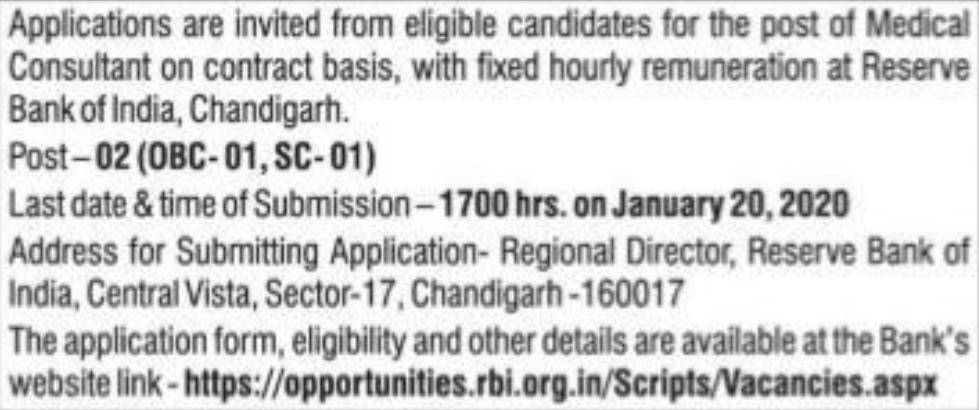 Applications are invited from eligible candidates for the post of Medical
Consultant on contract basis, with fixed hourly remuneration at Reserve
Bank of India, Chandigarh.
Post – 02 (OBC- 01, SC- 01)
Last date & time of Submission – 1700 hrs. on January 20, 2020
Address for Submitting Application- Regional Director, Reserve Bank of
India, Central Vista, Sector-17, Chandigarh -160017
The application form, eligibility and other details are available at the Bank's
website link - https://opportunities.rbi.org.in/Scripts/Vacancies.aspx